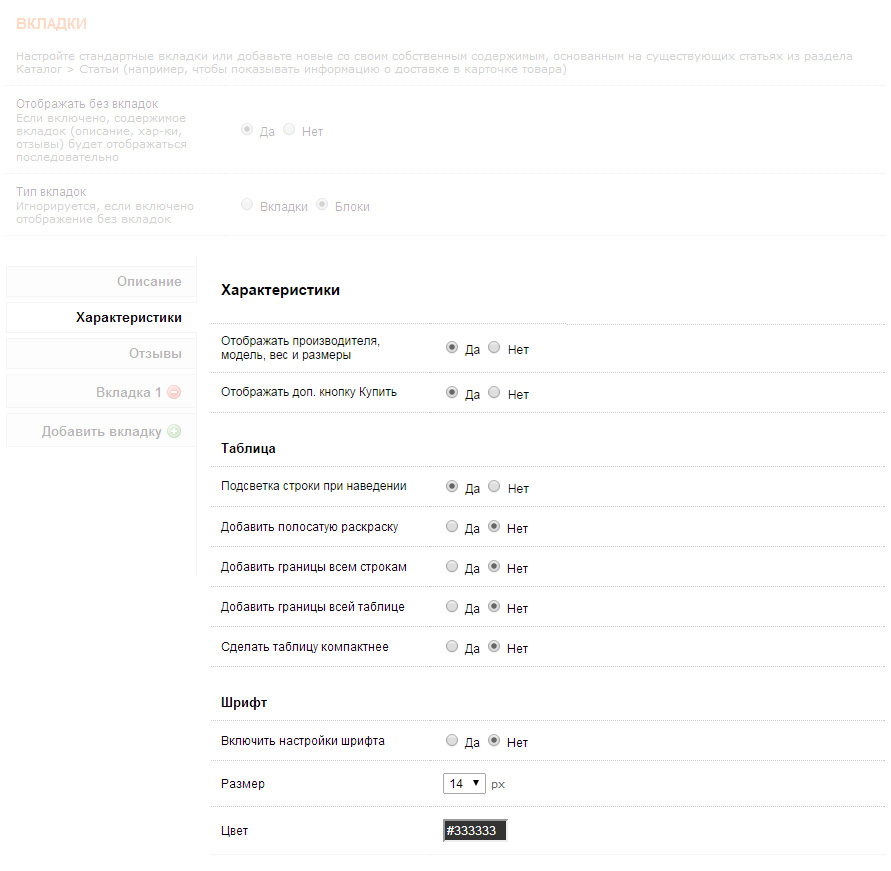 ВКЛАДКИ
Настройте стандартные вкладки или добавьте новые со своим собственным содержимым, основанным на существующих статьях из раздела
Каталог > Статьи (например, чтобы показывать информацию о доставке в карточке товара)
Отображать без вкладок
Если включено, содержимое
вкладок (описание, хар-ки,
отзывы) будет отображаться
последовательно
Да Нет
Тип вкладок
Игнорируется, если включено
отображение без вкладок
Вкладки Блоки
Описание
Характеристики
Отзывы
Вкладка 1
Добавить вкладку
Характеристики
Отображать производителя,
модель, вес и размеры
Да Нет
Отображать доп. кнопку Купить
Да Нет
Таблица
Подсветка строки при наведении
Да Нет
Добавить полосатую раскраску
Да Нет
Добавить границы всем строкам
Да Нет
Добавить границы всей таблице
Да Нет
Сделать таблицу компактнее
Да Нет
Шрифт
Включить настройки шрифта
Да Нет
Размер
14 px
Цвет
#333333